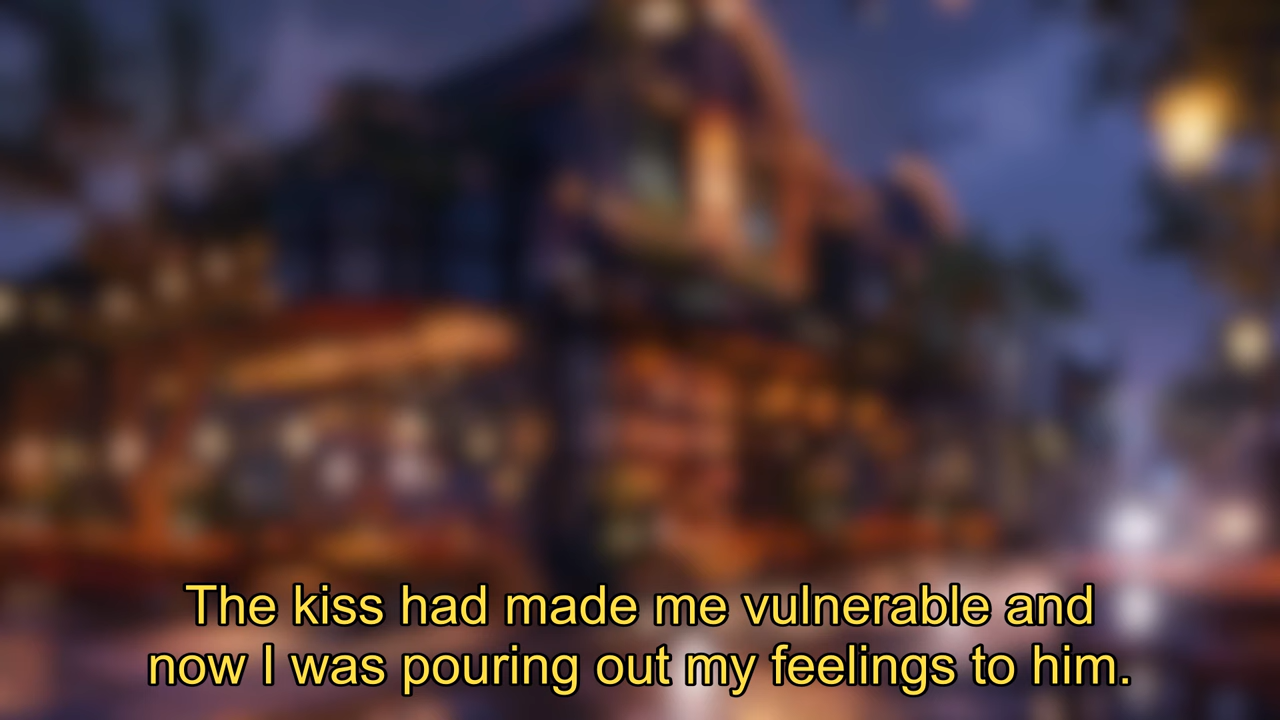 The kiss had made me vulnerable and
now I was pouring out my feelings to him.